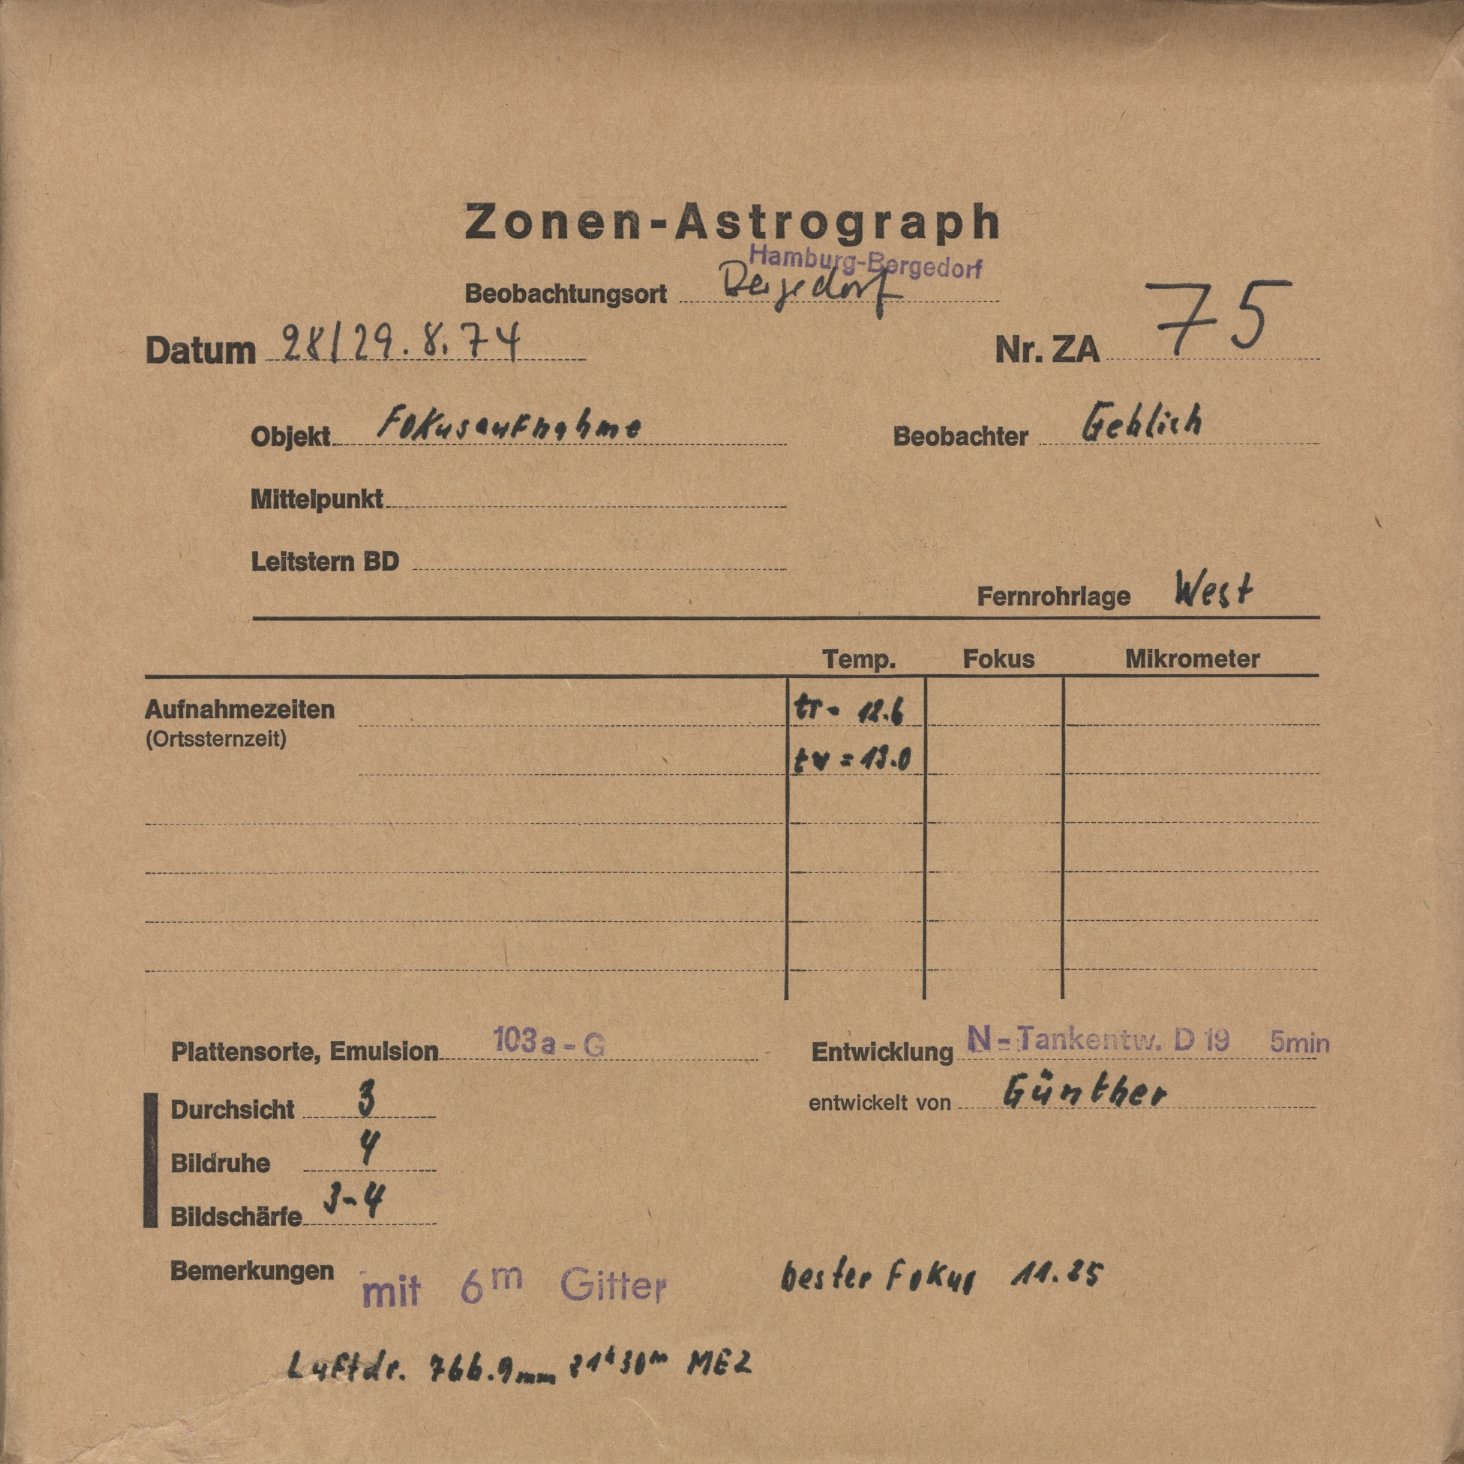 Zonen-Astrograph
Hamburg-Bergedorf
Beobachtungsort Bergedorf
Datum 28/29.8.74 Nr. ZA 75
Objekt Fokusaufnahme Beobachter Gehlich
Mittelpunkt
Leitstern BD
Fernrohrlage West
Temp. Fokus Mikrometer
Aufnahmezeiten tr = 12.6
(Ortssternzeit)
tv = 13.0
Plattensorte, Emulsion 103a-G Entwicklung N-Tankentw. D 19 5min
Durchsicht 3 entwickelt von Günther
Bildruhe 4
Bildschärfe 3-4
Bemerkungen mit 6m Gitter bester Fokus 11.25
Luftdr. 766.9mm 21h30m MEZ